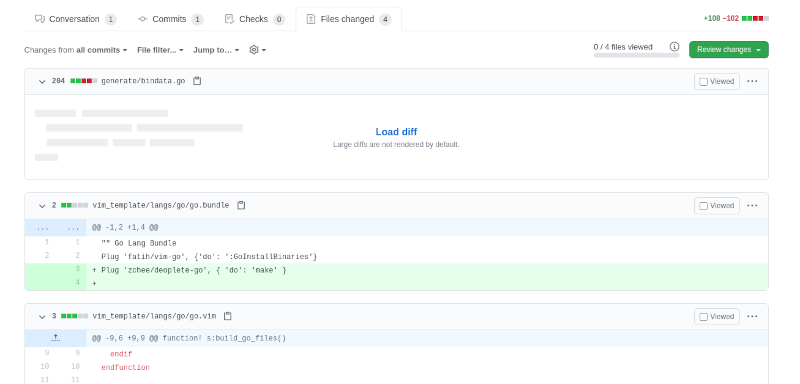 Conversation 1 Commits 1 Checks 0 Files changed 4 +108 −102
Changes from all commits File filter... Jump to… 0 / 4 files viewed Review changes
204 generate/bindata.go Viewed
Load diff
Large diffs are not rendered by default.
2 vim_template/langs/go/go.bundle Viewed
... ... @@ -1,2 +1,4 @@
1 1 "" Go Lang Bundle
2 2 Plug 'fatih/vim-go', {'do': ':GoInstallBinaries'}
3 + Plug 'zchee/deoplete-go', { 'do': 'make' }
4 +
3 vim_template/langs/go/go.vim Viewed
@@ -9,6 +9,9 @@ function! s:build_go_files()
9 9 endif
10 10 endfunction
11 11